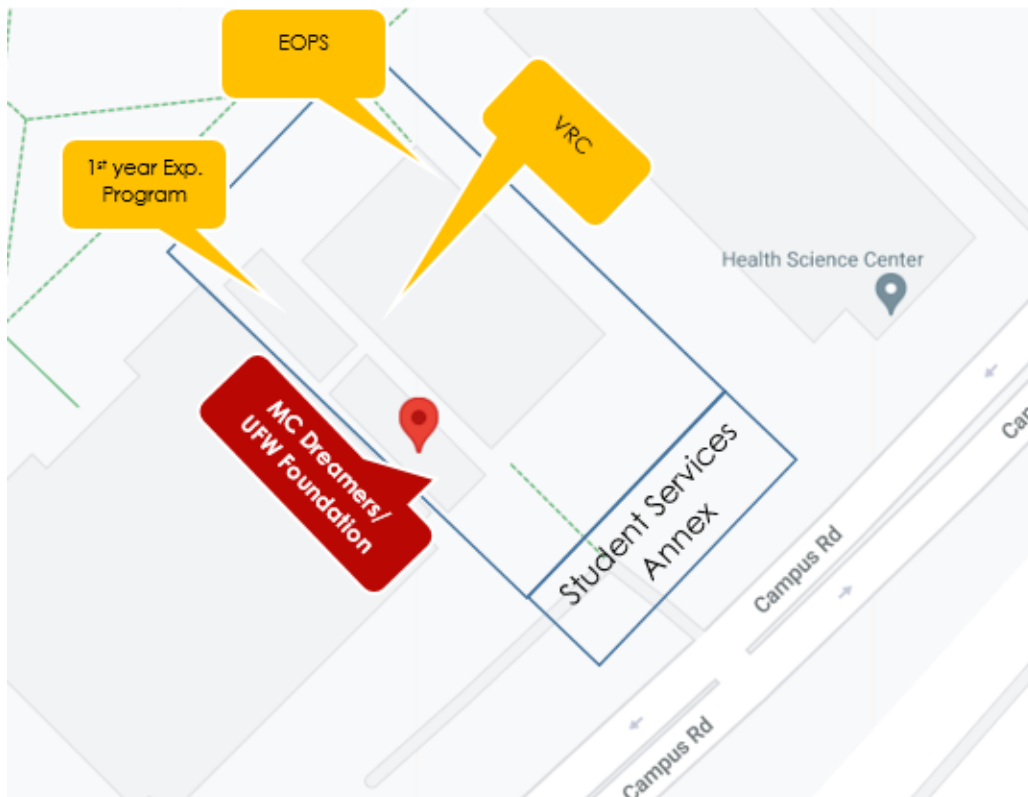 EOPS
VRC
1st year Exp.
Program
Health Science Center
MC Dreamers/
UFW Foundation
Student Services
Annex
Campus Rd
Cam
Campus Rd